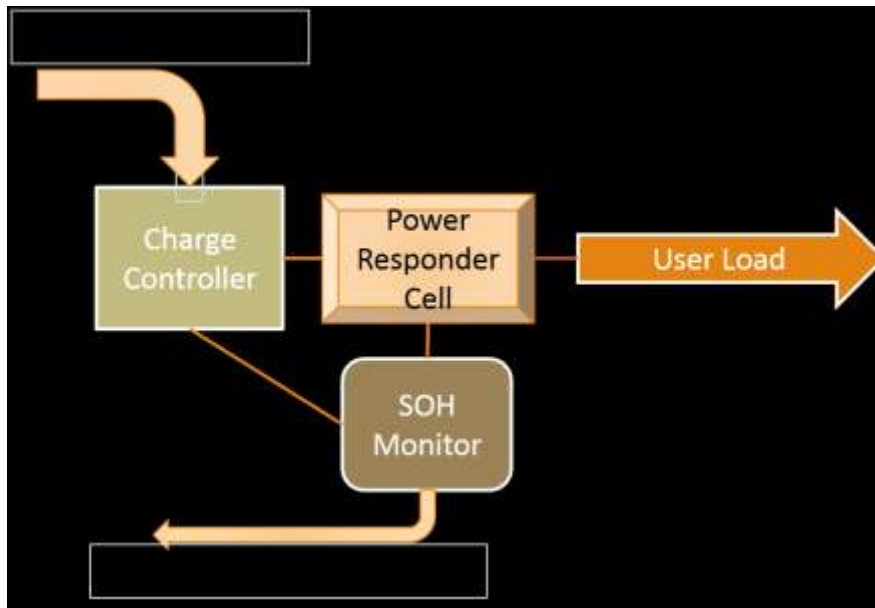 Charge
Controller
Power
Responder
Cell
User Load
SOH
Monitor